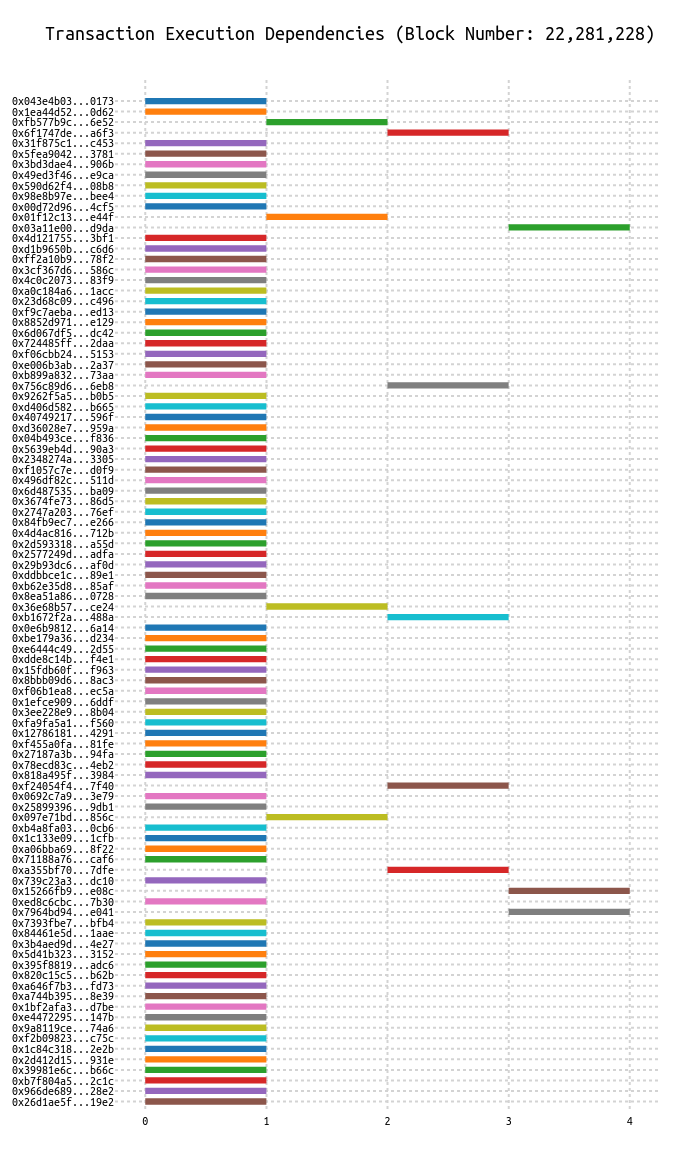 Transaction Execution Dependencies (Block Number: 22,281,228)
0x043e4b03...0173
0x1ea44d52...0d62
0xfb577b9c...6e52
0x6f1747de...a6f3
0x31f875c1...c453
0x5fea9042...3781
0x3bd3dae4...906b
0x49ed3f46...e9ca
0x590d62f4...08b8
0x98e8b97e...bee4
0x00d72d96...4cf5
0x01f12c13...e44f
0x03a11e00...d9da
0x4d121755...3bf1
0xd1b9650b...c6d6
0xff2a10b9...78f2
0x3cf367d6...586c
0x4c0c2073...83f9
0xa0c184a6...1acc
0x23d68c09...c496
0xf9c7aeba...ed13
0x8852d971...e129
0x6d067df5...dc42
0x724485ff...2daa
0xf06cbb24...5153
0xe006b3ab...2a37
0xb899a832...73aa
0x756c89d6...6eb8
0x9262f5a5...b0b5
0xd406d582...b665
0x40749217...596f
0xd36028e7...959a
0x04b493ce...f836
0x5639eb4d...90a3
0x2348274a...3305
0xf1057c7e...d0f9
0x496df82c...511d
0x6d487535...ba09
0x3674fe73...86d5
0x2747a203...76ef
0x84fb9ec7...e266
0x4d4ac816...712b
0x2d593318...a55d
0x2577249d...adfa
0x29b93dc6...af0d
0xddbbce1c...89e1
0xb62e35d8...85af
0x8ea51a86...0728
0x36e68b57...ce24
0xb1672f2a...488a
0x0e6b9812...6a14
0xbe179a36...d234
0xe6444c49...2d55
0xdde8c14b...f4e1
0x15fdb60f...f963
0x8bbb09d6...8ac3
0xf06b1ea8...ec5a
0x1efce909...6ddf
0x3ee228e9...8b04
0xfa9fa5a1...f560
0x12786181...4291
0xf455a0fa...81fe
0x27187a3b...94fa
0x78ecd83c...4eb2
0x818a495f...3984
0xf24054f4...7f40
0x0692c7a9...3e79
0x25899396...9db1
0x097e71bd...856c
0xb4a8fa03...0cb6
0x1c133e09...1cfb
0xa06bba69...8f22
0x71188a76...caf6
0xa355bf70...7dfe
0x739c23a3...dc10
0x15266fb9...e08c
0xed8c6cbc...7b30
0x7964bd94...e041
0x7393fbe7...bfb4
0x84461e5d...1aae
0x3b4aed9d...4e27
0x5d41b323...3152
0x395f8819...adc6
0x820c15c5...b62b
0xa646f7b3...fd73
0xa744b395...8e39
0x1bf2afa3...d7be
0xe4472295...147b
0x9a8119ce...74a6
0xf2b09823...c75c
0x1c84c318...2e2b
0x2d412d15...931e
0x39981e6c...b66c
0xb7f804a5...2c1c
0x966de689...28e2
0x26d1ae5f...19e2
0 1 2 3 4